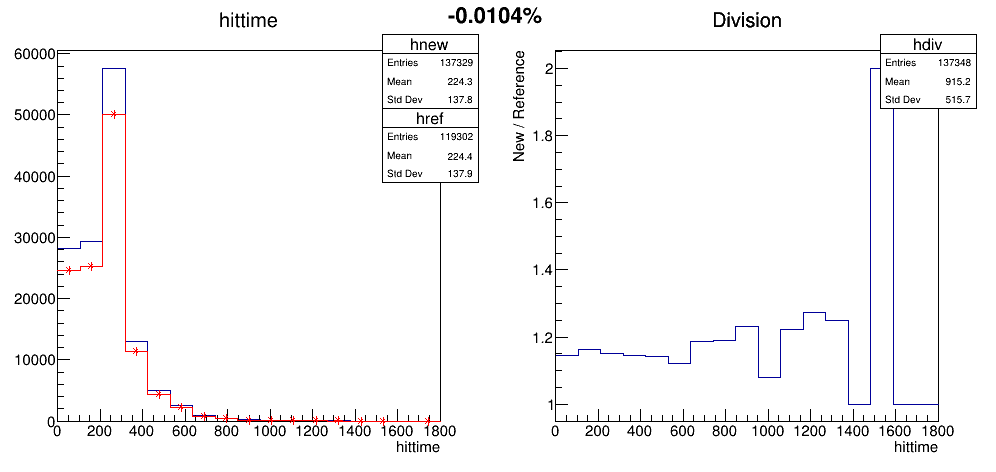 -0.0104%
hittime
hnew
Entries 137329
Mean 224.3
Std Dev 137.8
href
Entries 119302
Mean 224.4
Std Dev 137.9
60000
50000
40000
30000
20000
10000
0
0 200 400 600 800 1000 1200 1400 1600 1800
hittime
Division
hdiv
Entries 137348
Mean 915.2
Std Dev 515.7
New / Reference
2
1.8
1.6
1.4
1.2
1
0 200 400 600 800 1000 1200 1400 1600 1800
hittime